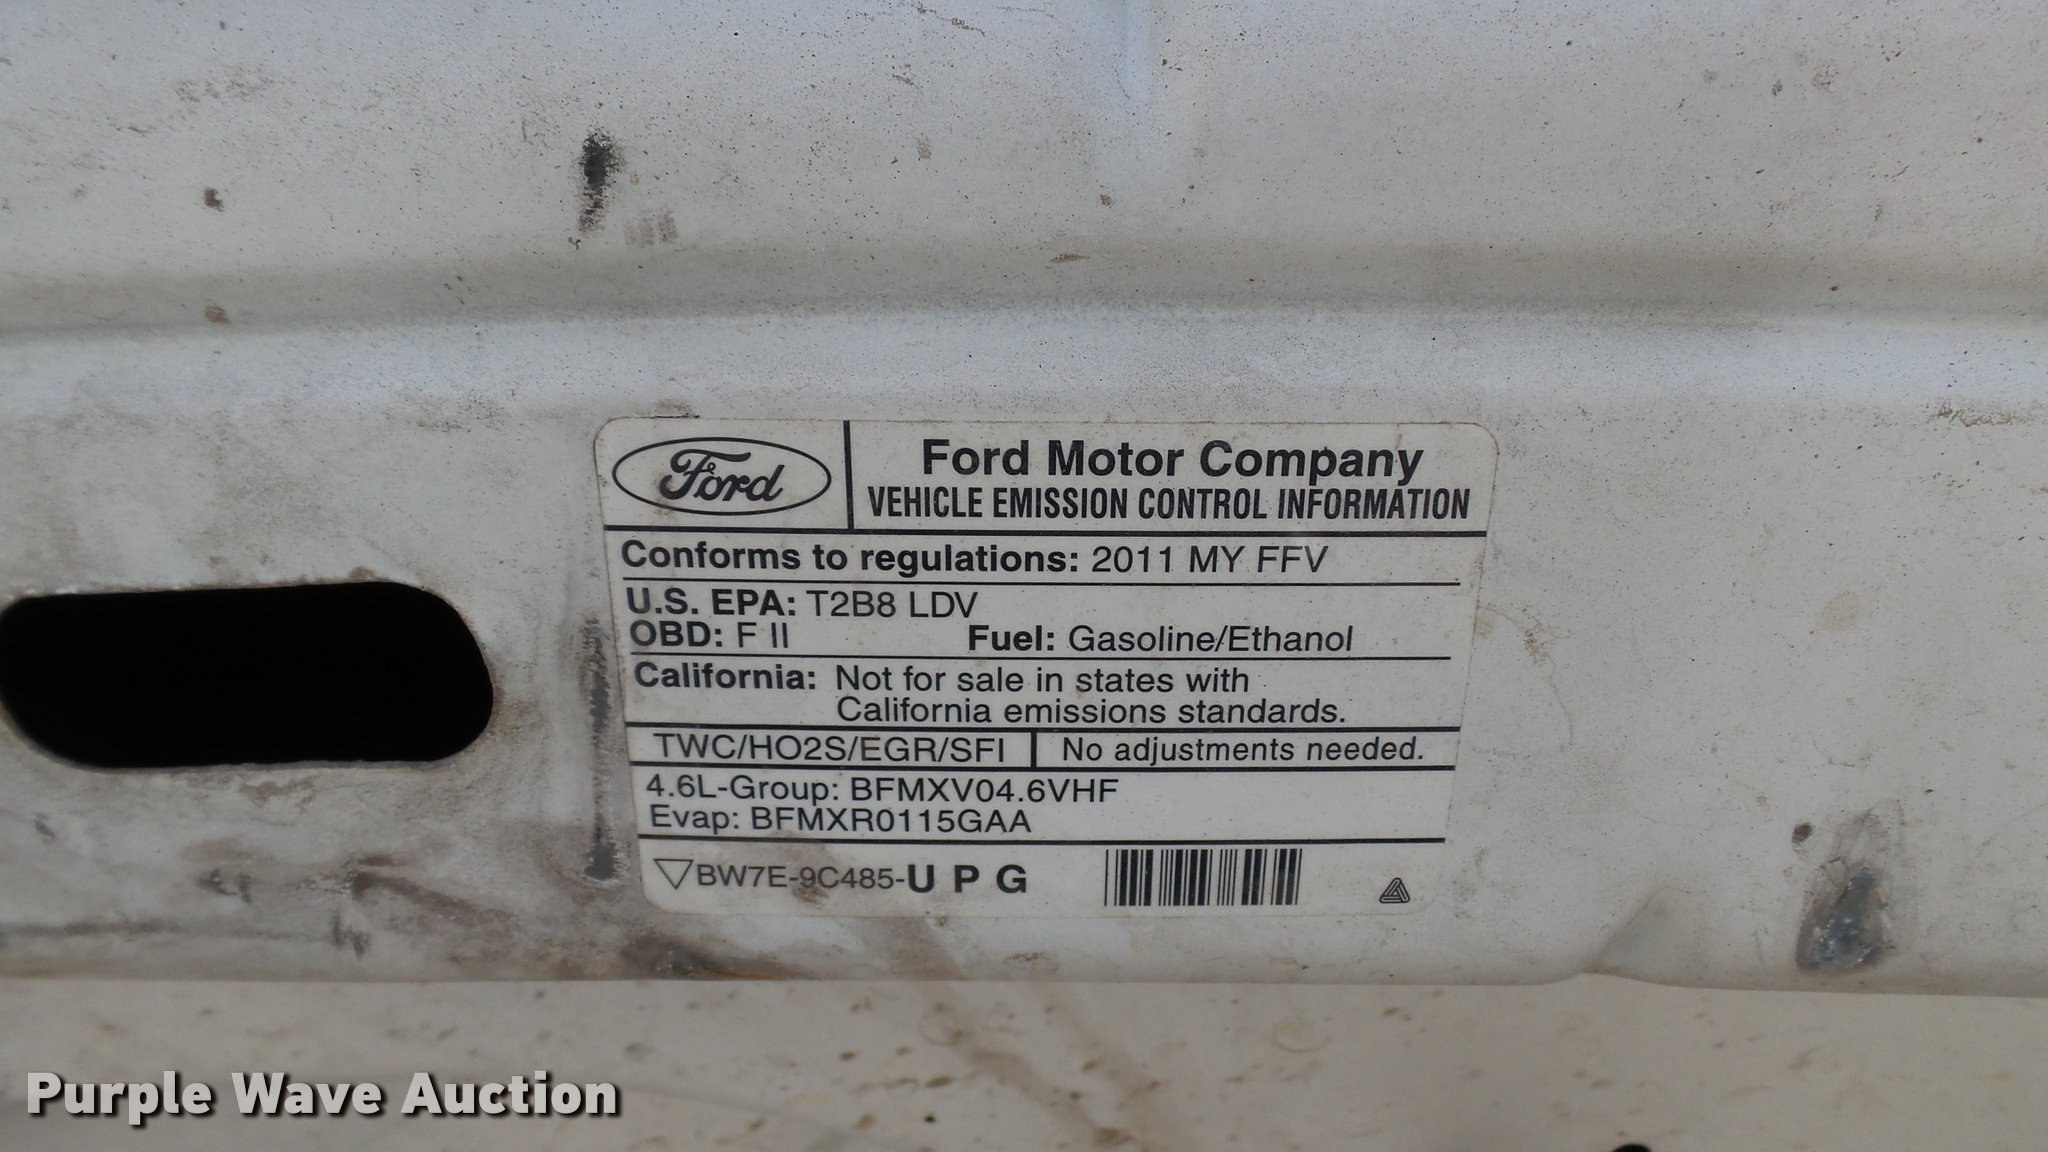 Ford
Ford Motor Company
VEHICLE EMISSION CONTROL INFORMATION
Conforms to regulations: 2011 MY FFV
U.S. EPA: T2B8 LDV
OBD: F II Fuel: Gasoline/Ethanol
California: Not for sale in states with
California emissions standards.
TWC/HO2S/EGR/SFI No adjustments needed.
4.6L-Group: BFMXV04.6VHF
Evap: BFMXR0115GAA
BW7E-9C485-U P G
Purple Wave Auction